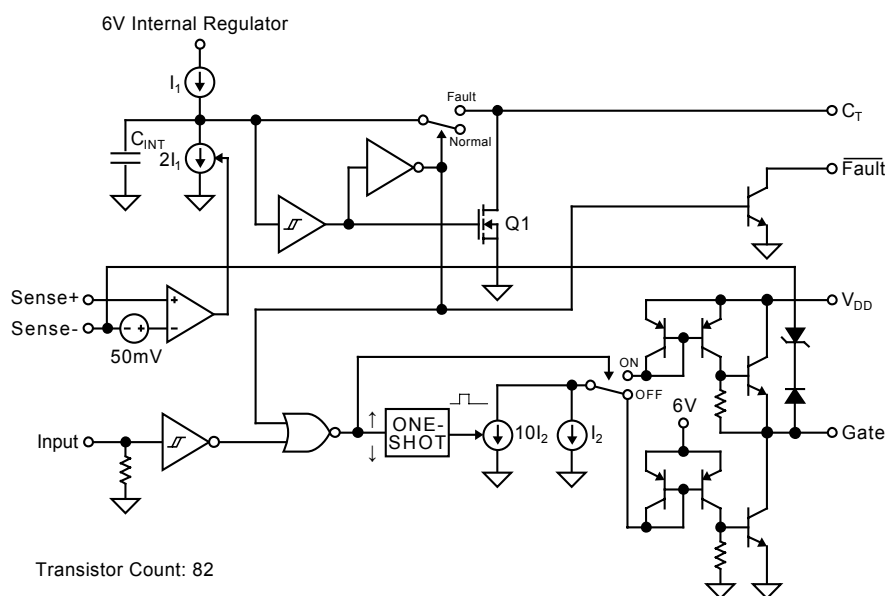 6V Internal Regulator
I1
Fault
CT
Normal
CINT
2I1
Fault
Q1
Sense+
Sense-
50mV
VDD
ON
OFF
6V
Input
↑
↓
ONE-
SHOT
10I2
I2
Gate
+
−
− +
Transistor Count: 82